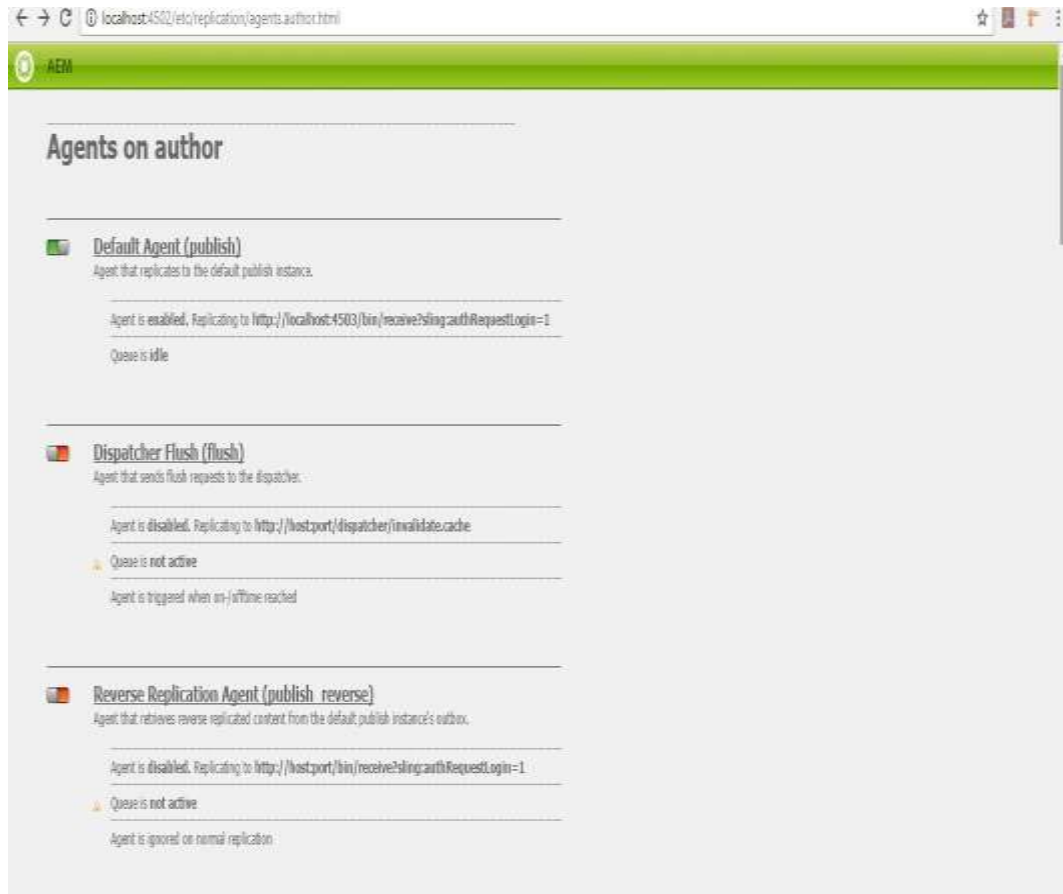 localhost:4502/etc/replication/agents.author.html
AEM
Agents on author
Default Agent (publish)
Agent that replicates to the default publish instance.
Agent is enabled. Replicating to http://localhost:4503/bin/receive?sling:authRequestLogin=1
Queue is idle
Dispatcher Flush (flush)
Agent that sends flush requests to the dispatcher.
Agent is disabled. Replicating to http://host:port/dispatcher/invalidate.cache
Queue is not active
Agent is triggered when on-/offtime reached
Reverse Replication Agent (publish_reverse)
Agent that retrieves reverse replicated content from the default publish instance's outbox.
Agent is disabled. Replicating to http://host:port/bin/receive?sling:authRequestLogin=1
Queue is not active
Agent is ignored on normal replication